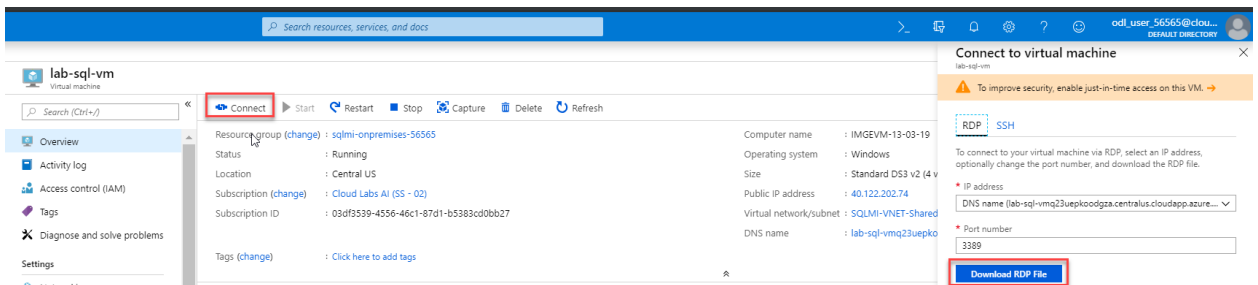 Search resources, services, and docs
odl_user_56565@clou...
DEFAULT DIRECTORY
lab-sql-vm
Virtual machine
Search (Ctrl+/)
Overview
Activity log
Access control (IAM)
Tags
Diagnose and solve problems
Settings
Connect
Start
Restart
Stop
Capture
Delete
Refresh
Resource group (change) : sqlmi-onpremises-56565
Status : Running
Location : Central US
Subscription (change) : Cloud Labs AI (SS - 02)
Subscription ID : 03df3539-4556-46c1-87d1-b5383cd0bb27
Tags (change) : Click here to add tags
Computer name : IMGEVM-13-03-19
Operating system : Windows
Size : Standard DS3 v2 (4 v
Public IP address : 40.122.202.74
Virtual network/subnet : SQLMI-VNET-Shared
DNS name : lab-sql-vmq23uepko
Connect to virtual machine
lab-sql-vm
To improve security, enable just-in-time access on this VM. →
RDP SSH
To connect to your virtual machine via RDP, select an IP address,
optionally change the port number, and download the RDP file.
* IP address
DNS name (lab-sql-vmq23uepkoodgza.centralus.cloudapp.azure....
* Port number
3389
Download RDP File